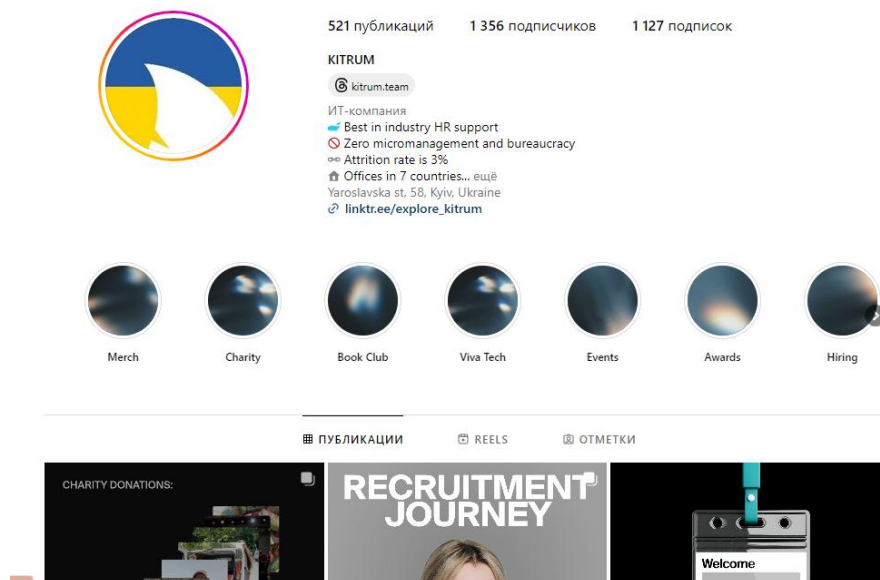 521 публикаций 1 356 подписчиков 1 127 подписок
KITRUM
kitrum.team
ИТ-компания
Best in industry HR support
Zero micromanagement and bureaucracy
Attrition rate is 3%
Offices in 7 countries... ещё
Yaroslavska st, 58, Kyiv, Ukraine
linktr.ee/explore_kitrum
Merch Charity Book Club Viva Tech Events Awards Hiring
ПУБЛИКАЦИИ REELS ОТМЕТКИ
CHARITY DONATIONS:
RECRUITMENT
JOURNEY
Welcome